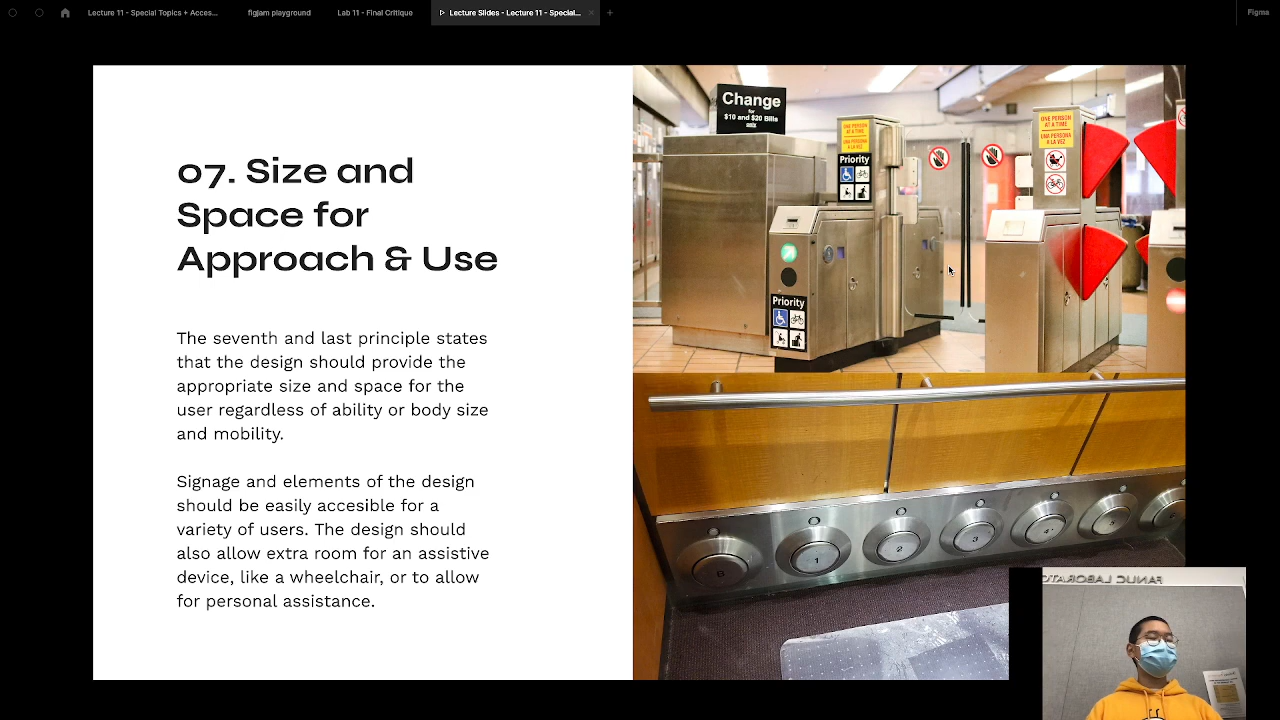 Lecture 11 - Special Topics + Acces...
figjam playground
Lab 11 - Final Critique
Lecture Slides - Lecture 11 - Special...
Figma
07. Size and
Space for
Approach & Use
The seventh and last principle states
that the design should provide the
appropriate size and space for the
user regardless of ability or body size
and mobility.
Signage and elements of the design
should be easily accesible for a
variety of users. The design should
also allow extra room for an assistive
device, like a wheelchair, or to allow
for personal assistance.
Change
for
$10 and $20 Bills
ONE PERSON
AT A TIME
UNA PERSONA
A LA VEZ
Priority
Priority
ONE PERSON
AT A TIME
UNA PERSONA
A LA VEZ
1
2
3
4
5
FANUC LABORATO